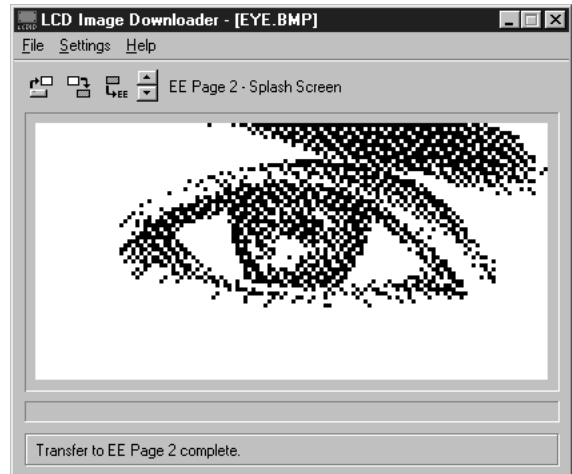 LCD Image Downloader - [EYE.BMP]
File Settings Help
EE EE Page 2 - Splash Screen
Transfer to EE Page 2 complete.